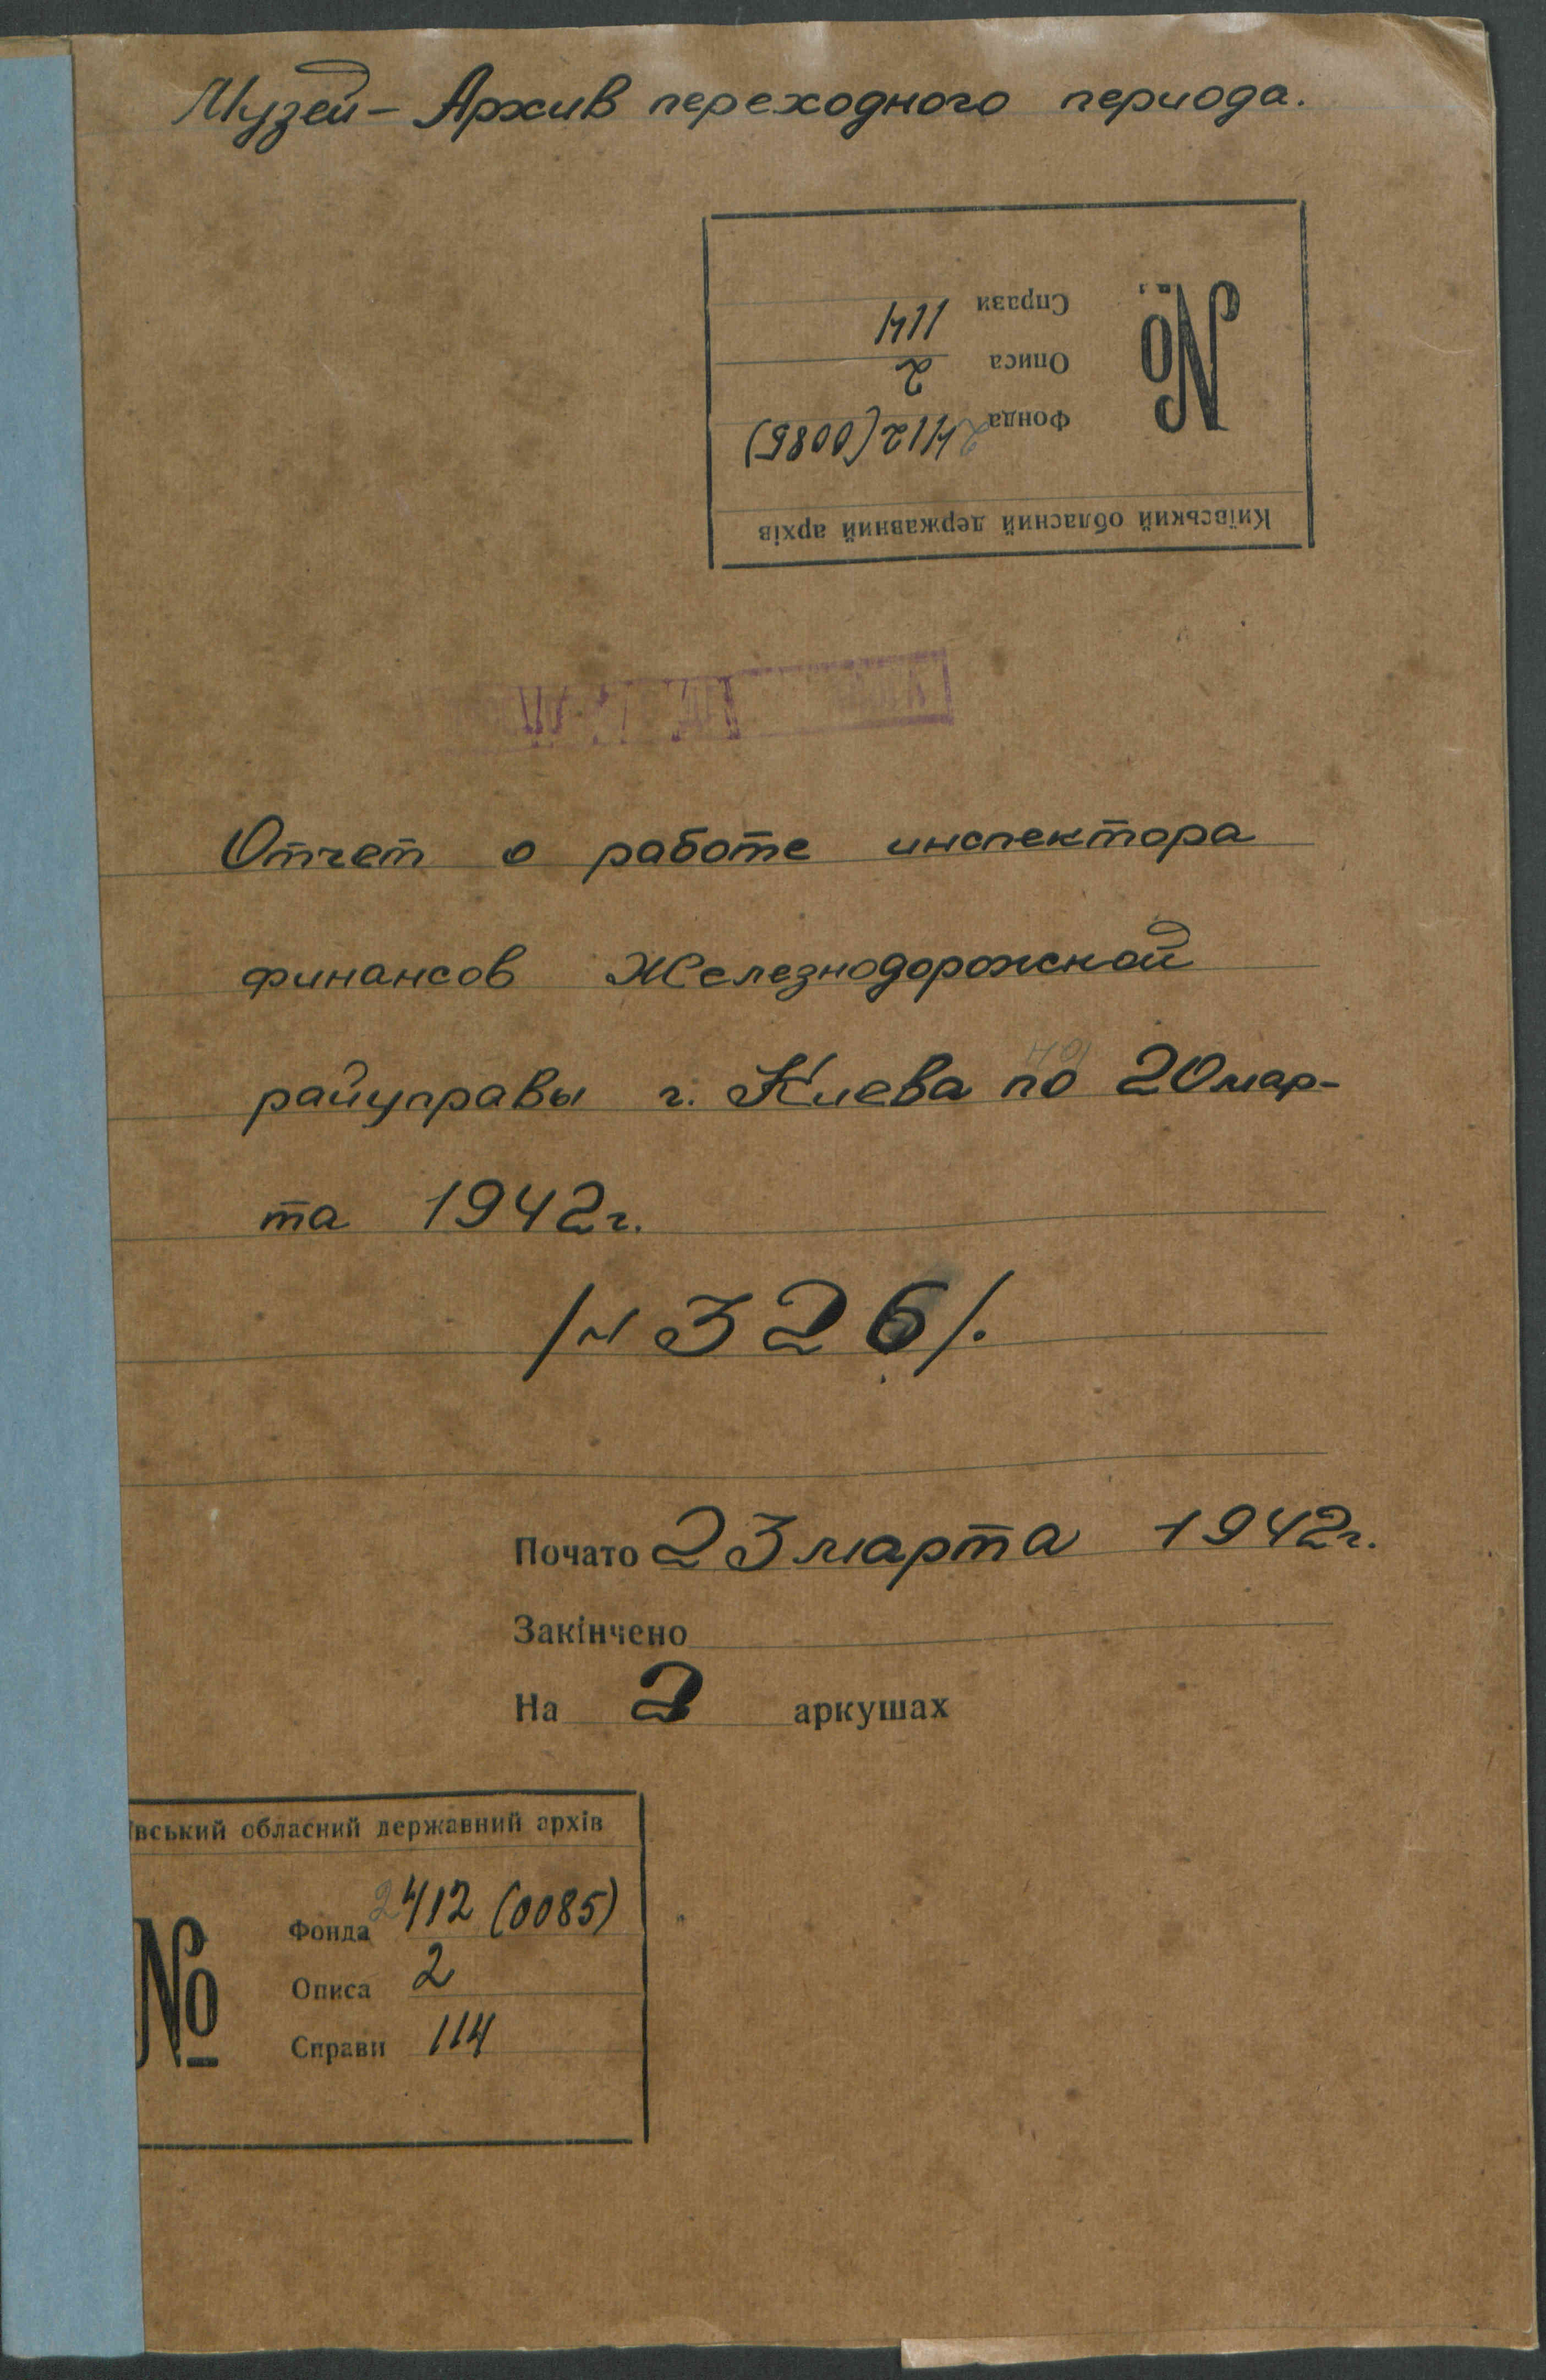 Музей – Архив переходного периода.
Київський обласний державний архів
№
Фонда 2412 (0085)
Описа 2
Справи 114
Отчет о работе инспектора
финансов Железнодорожной
райуправы г. Киева по 20 мар-
та 1942 г.
/н 326/.
Почато 23 марта 1942 г.
Закінчено
На 2 аркушах
ївський обласний державний архів
№
Фонда 2412 (0085)
Описа 2
Справи 114